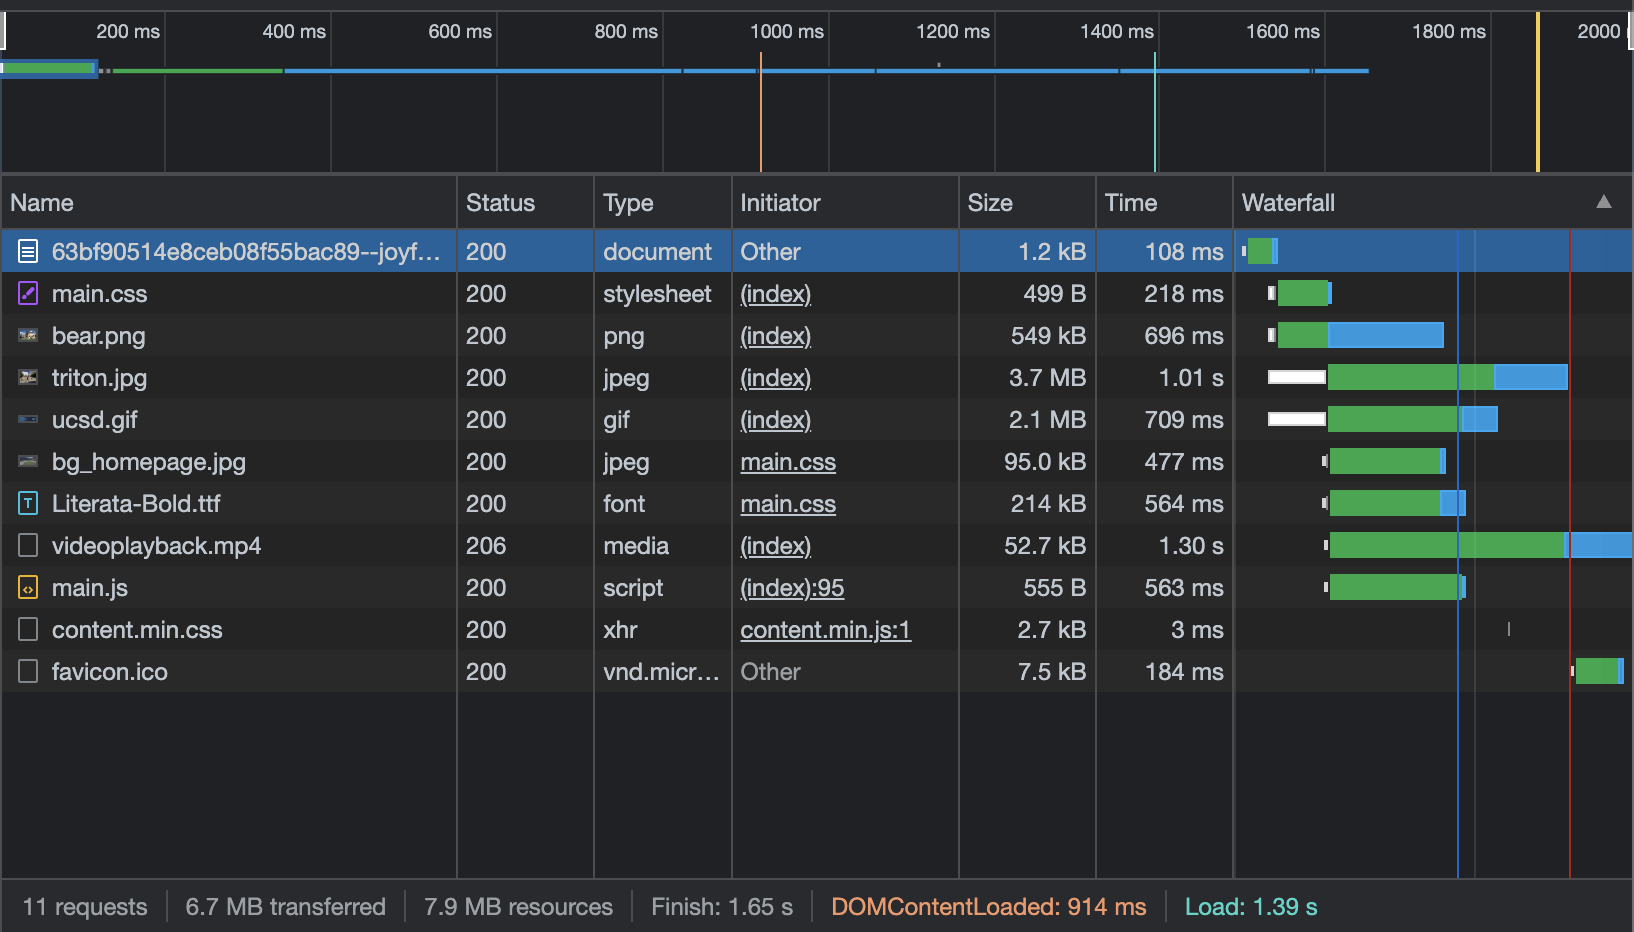 200 ms 400 ms 600 ms 800 ms 1000 ms 1200 ms 1400 ms 1600 ms 1800 ms 2000
Name Status Type Initiator Size Time Waterfall
63bf90514e8ceb08f55bac89--joyf... 200 document Other 1.2 kB 108 ms
main.css 200 stylesheet (index) 499 B 218 ms
bear.png 200 png (index) 549 kB 696 ms
triton.jpg 200 jpeg (index) 3.7 MB 1.01 s
ucsd.gif 200 gif (index) 2.1 MB 709 ms
bg_homepage.jpg 200 jpeg main.css 95.0 kB 477 ms
Literata-Bold.ttf 200 font main.css 214 kB 564 ms
videoplayback.mp4 206 media (index) 52.7 kB 1.30 s
main.js 200 script (index):95 555 B 563 ms
content.min.css 200 xhr content.min.js:1 2.7 kB 3 ms
favicon.ico 200 vnd.micr... Other 7.5 kB 184 ms
11 requests 6.7 MB transferred 7.9 MB resources Finish: 1.65 s DOMContentLoaded: 914 ms Load: 1.39 s